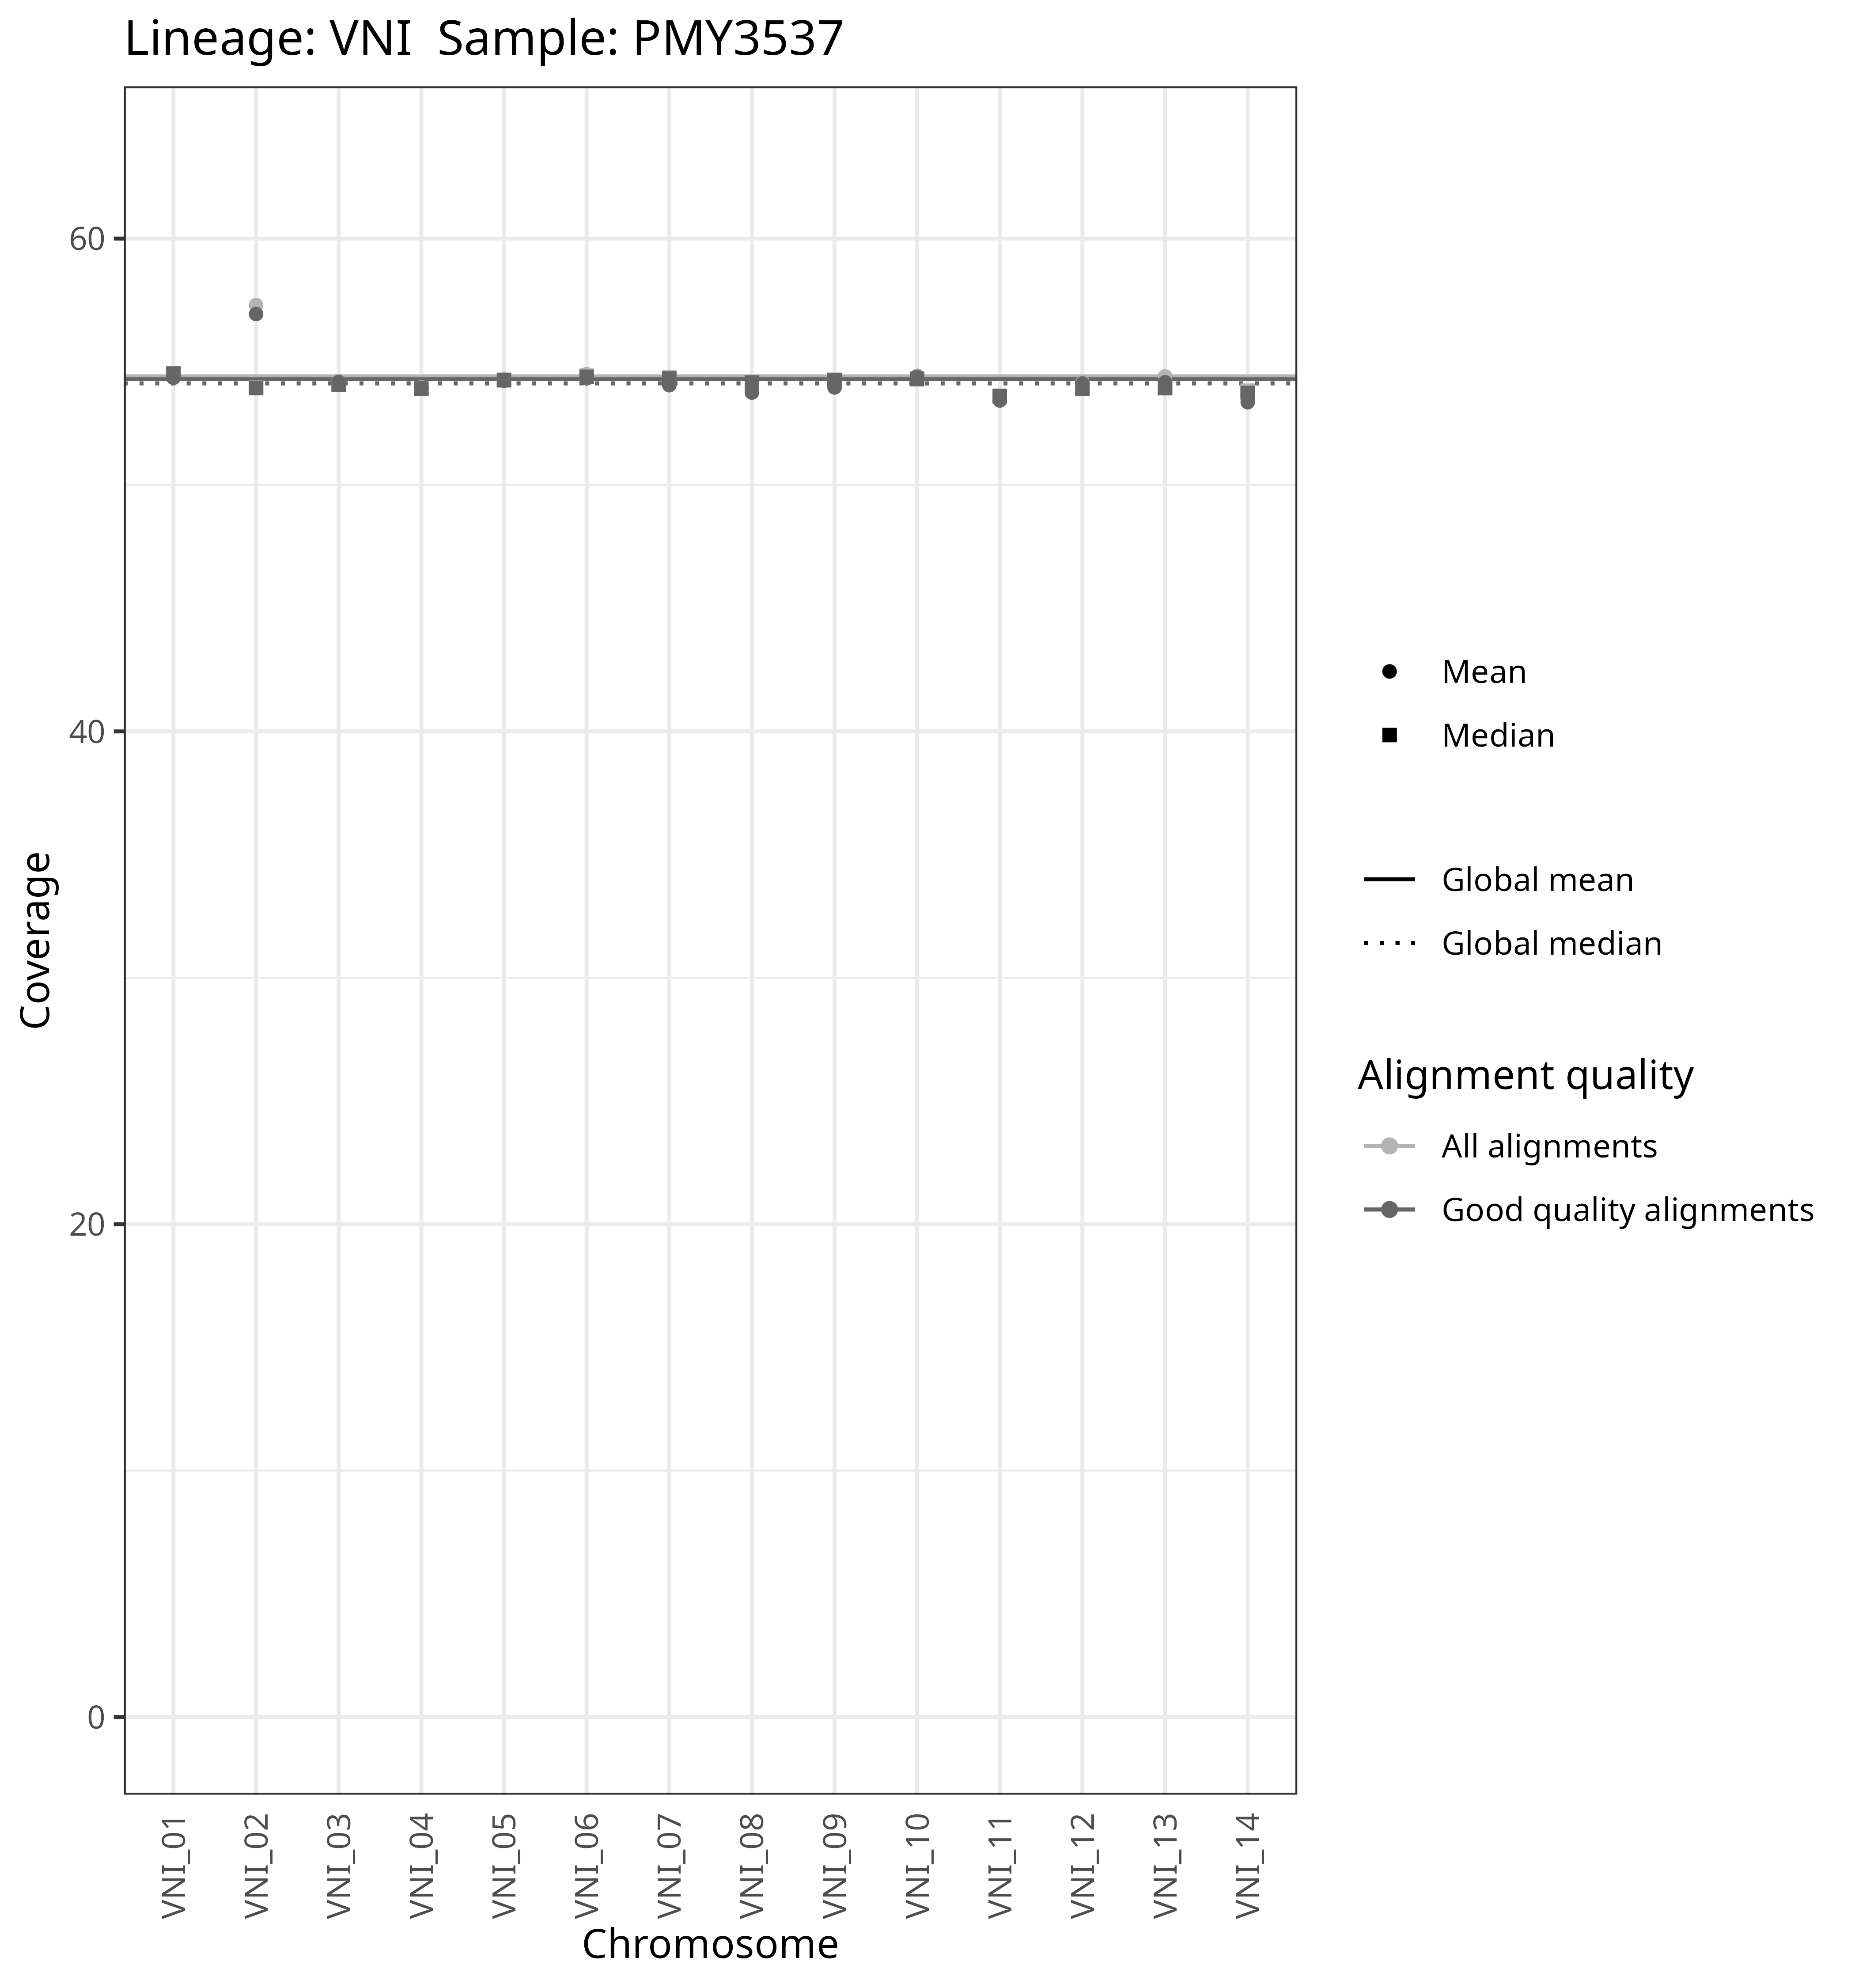 Lineage: VNI  Sample: PMY3537
60
40
20
0
Coverage
VNI_01
VNI_02
VNI_03
VNI_04
VNI_05
VNI_06
VNI_07
VNI_08
VNI_09
VNI_10
VNI_11
VNI_12
VNI_13
VNI_14
Chromosome
Mean
Median
Global mean
Global median
Alignment quality
All alignments
Good quality alignments